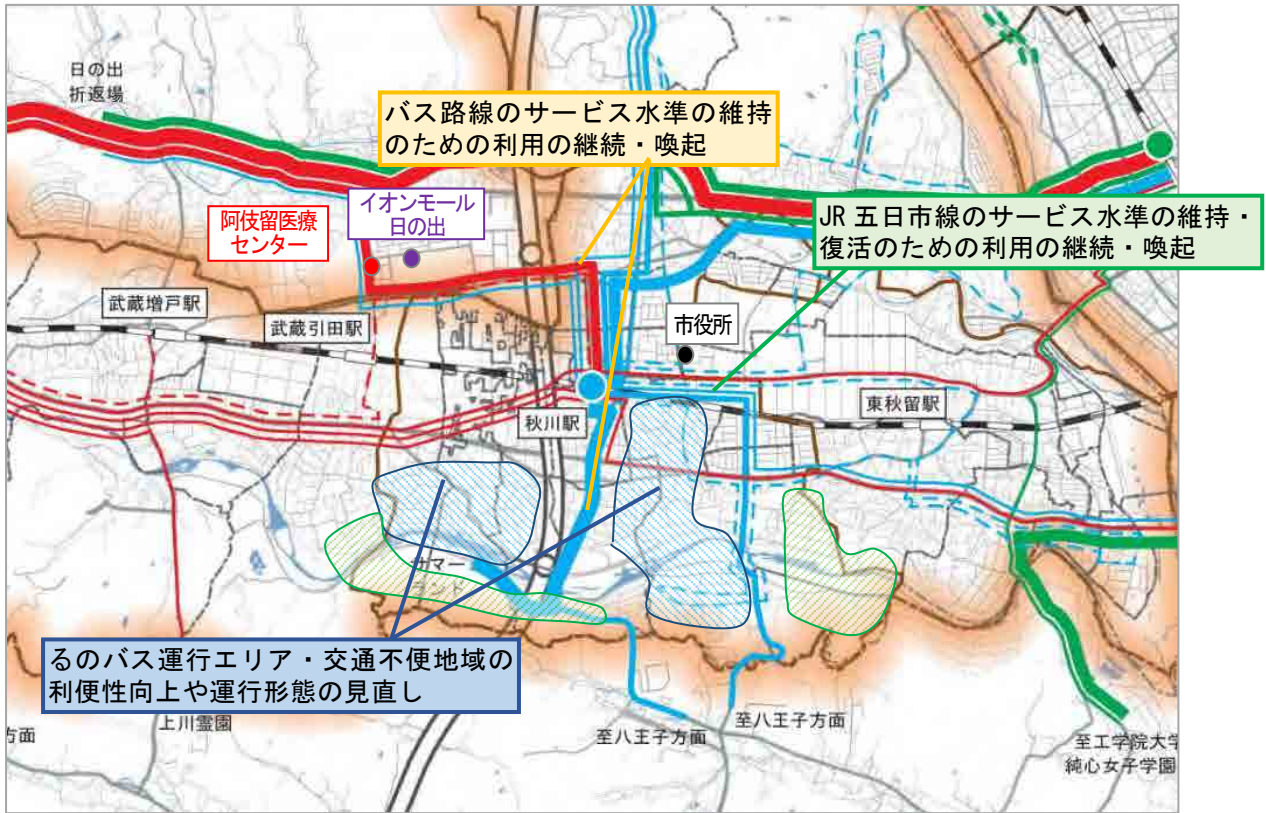 日の出
折返場
バス路線のサービス水準の維持
のための利用の継続・喚起
阿伎留医療
センター
イオンモール
日の出
JR 五日市線のサービス水準の維持・
復活のための利用の継続・喚起
武蔵増戸駅
武蔵引田駅
市役所
秋川駅
東秋留駅
サマー
ランド
るのバス運行エリア・交通不便地域の
利便性向上や運行形態の見直し
方面
上川霊園
至八王子方面
至八王子方面
至工学院大学
純心女子学園